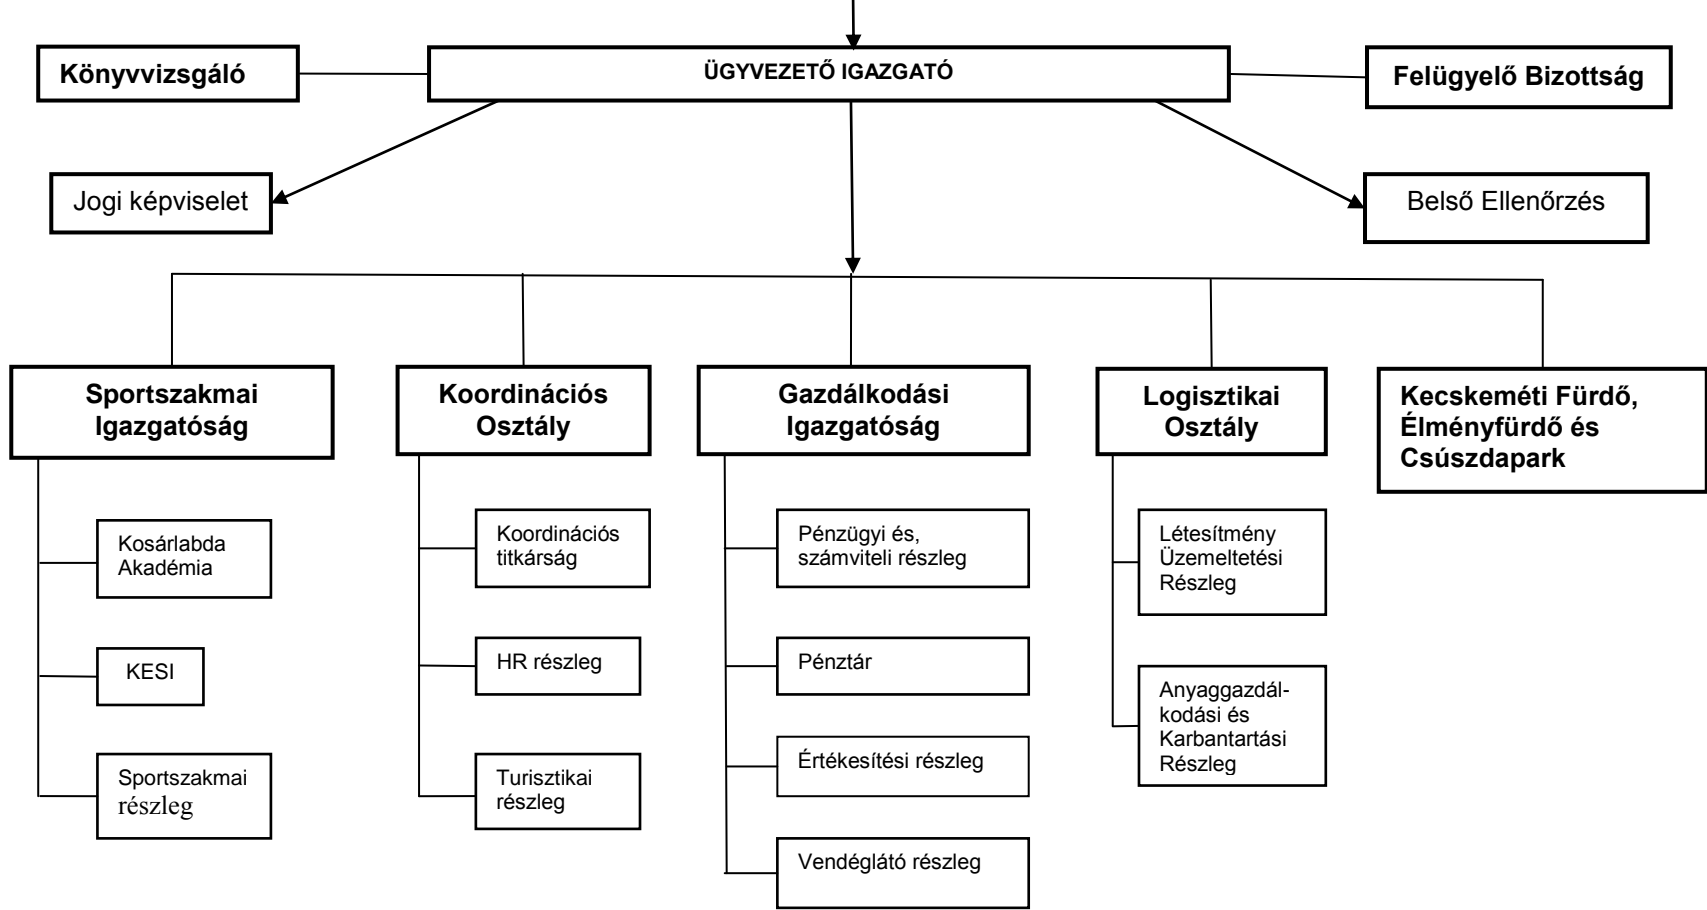 Könyvvizsgáló
ÜGYVEZETŐ IGAZGATÓ
Felügyelő Bizottság
Jogi képviselet
Belső Ellenőrzés
Sportszakmai
Igazgatóság
Koordinációs
Osztály
Gazdálkodási
Igazgatóság
Logisztikai
Osztály
Kecskeméti Fürdő,
Élményfürdő és
Csúszdapark
Kosárlabda
Akadémia
KESI
Sportszakmai
részleg
Koordinációs
titkárság
HR részleg
Turisztikai
részleg
Pénzügyi és,
számviteli részleg
Pénztár
Értékesítési részleg
Vendéglátó részleg
Létesítmény
Üzemeltetési
Részleg
Anyaggazdál-
kodási és
Karbantartási
Részleg